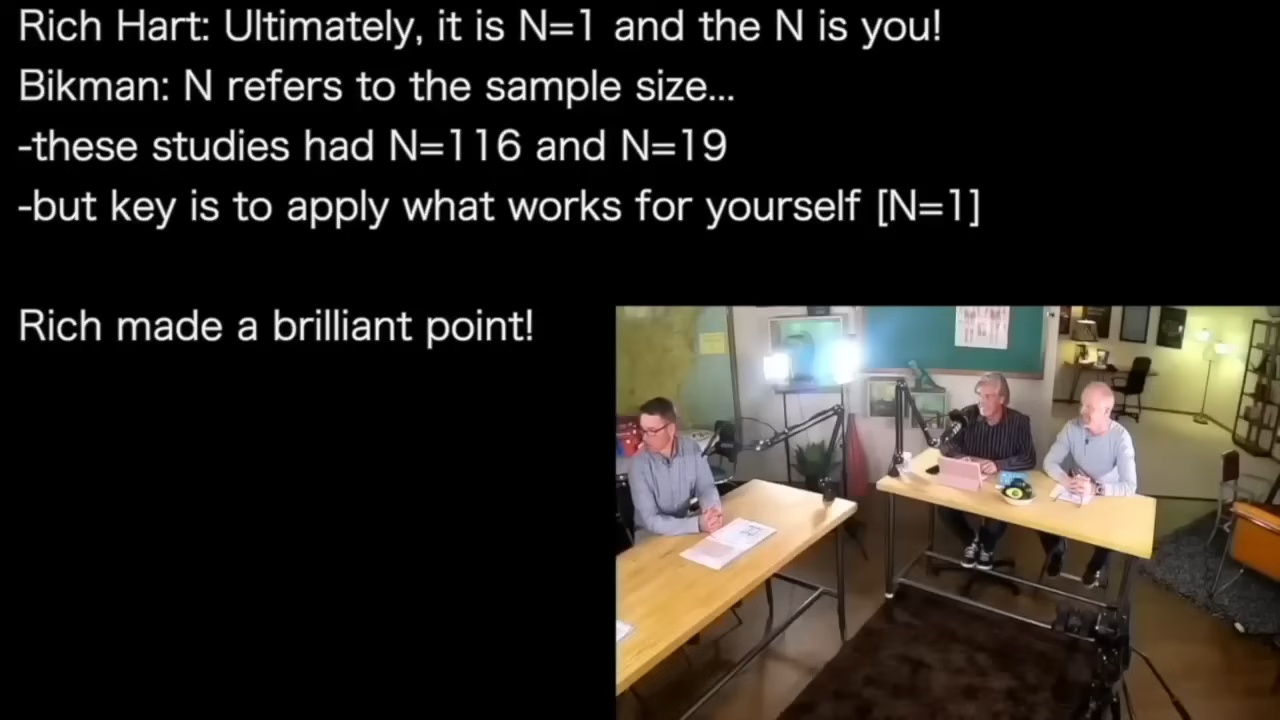 Rich Hart: Ultimately, it is N=1 and the N is you!
Bikman: N refers to the sample size...
-these studies had N=116 and N=19
-but key is to apply what works for yourself [N=1]
Rich made a brilliant point!